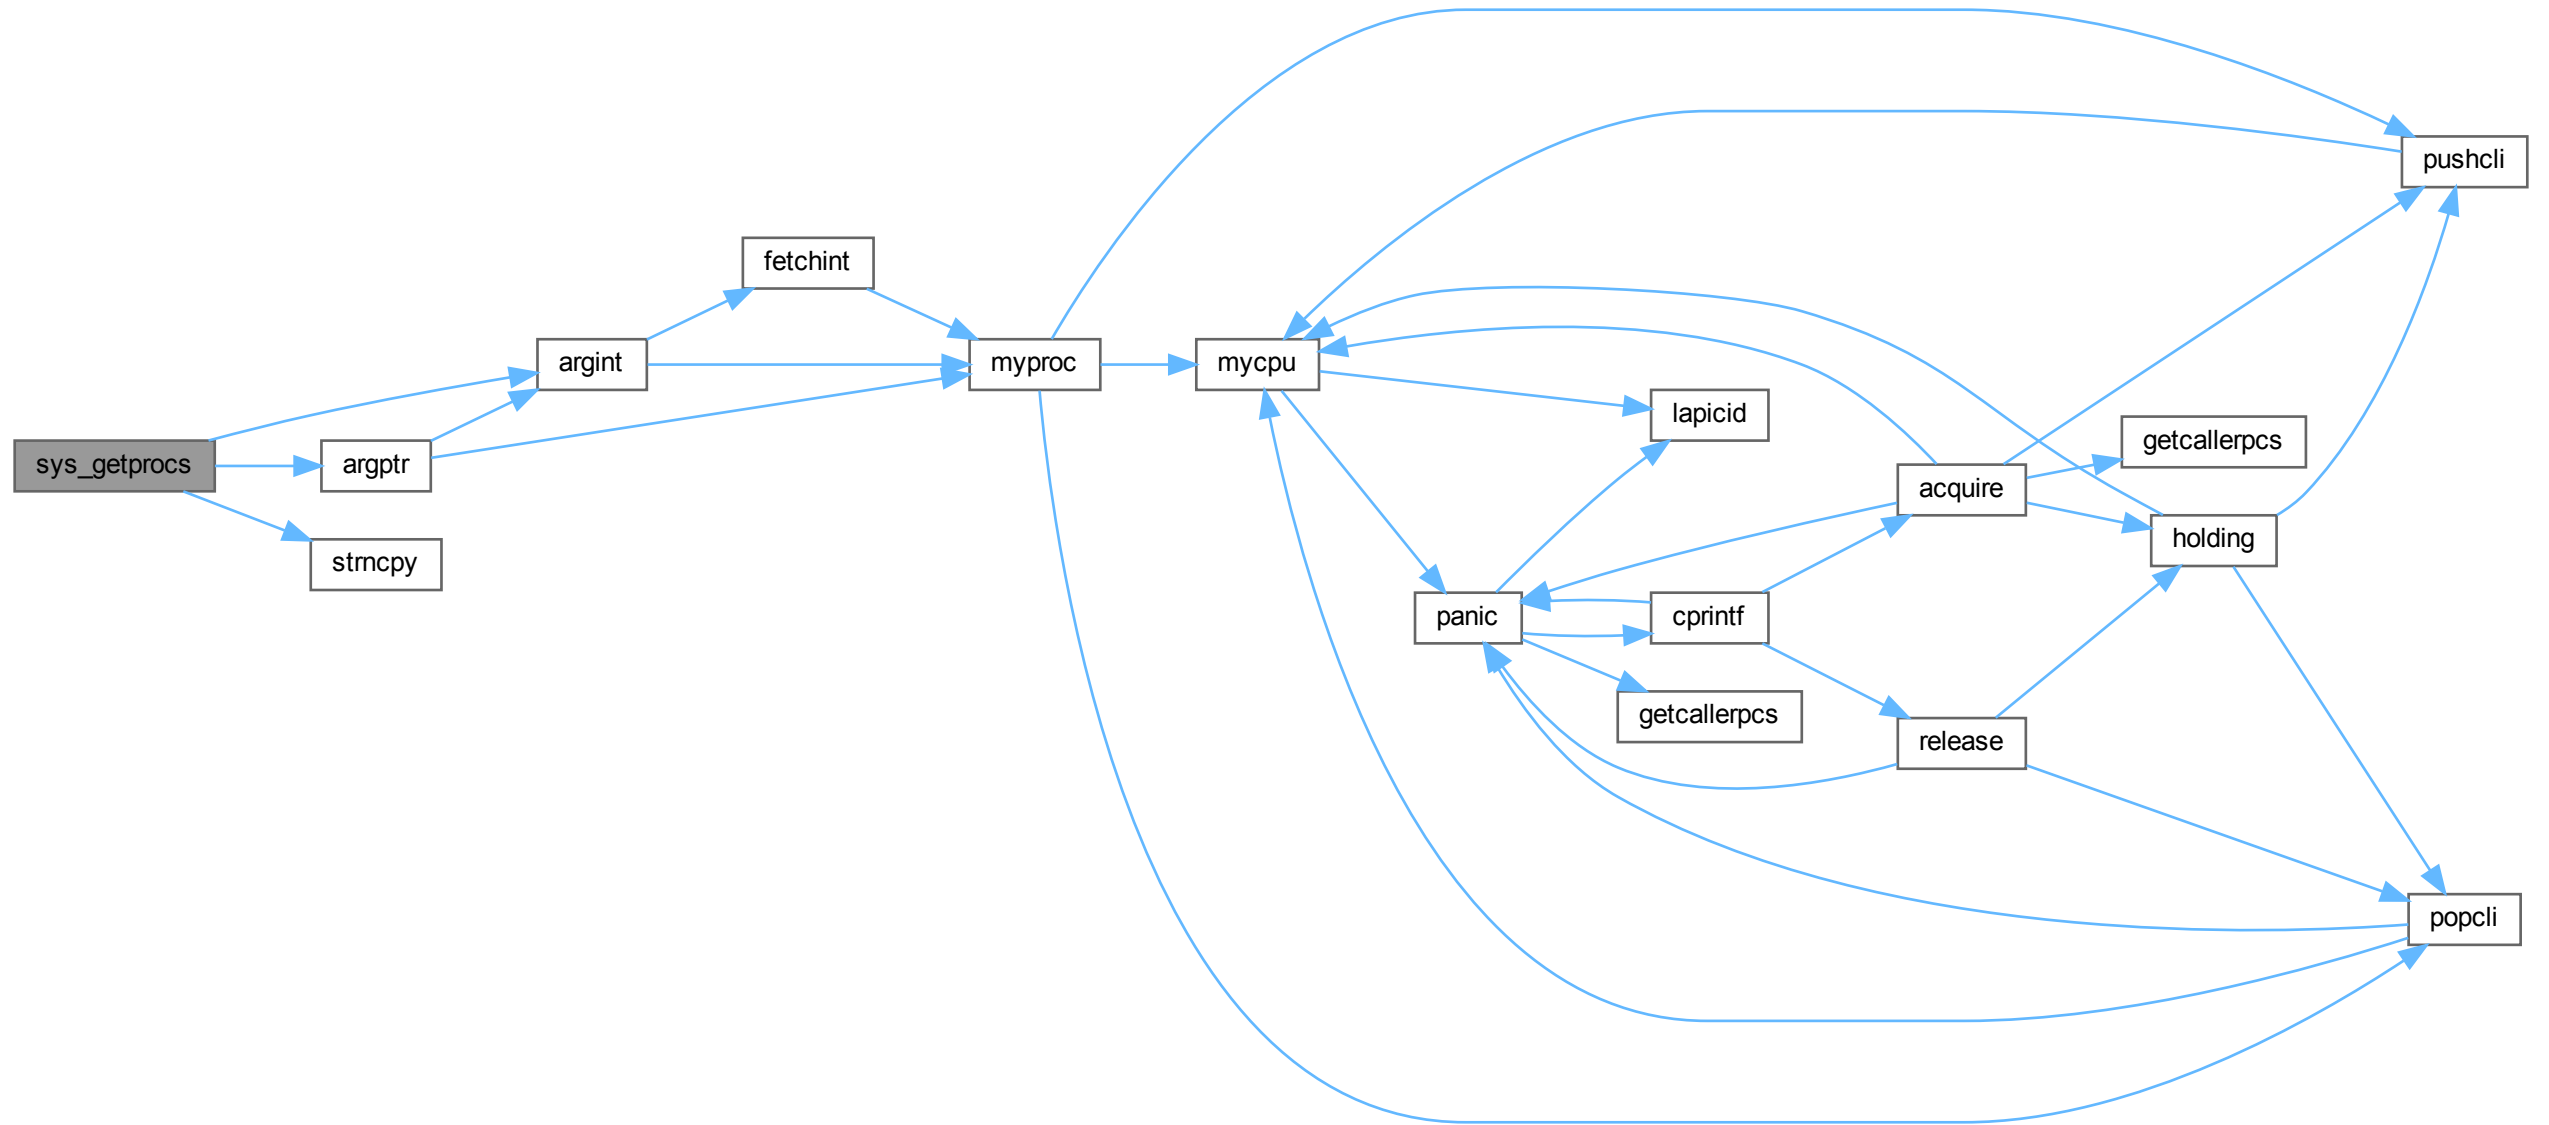 sys_getprocs
argint
argptr
strncpy
fetchint
myproc
mycpu
lapicid
panic
cprintf
getcallerpcs
acquire
release
getcallerpcs
holding
pushcli
popcli